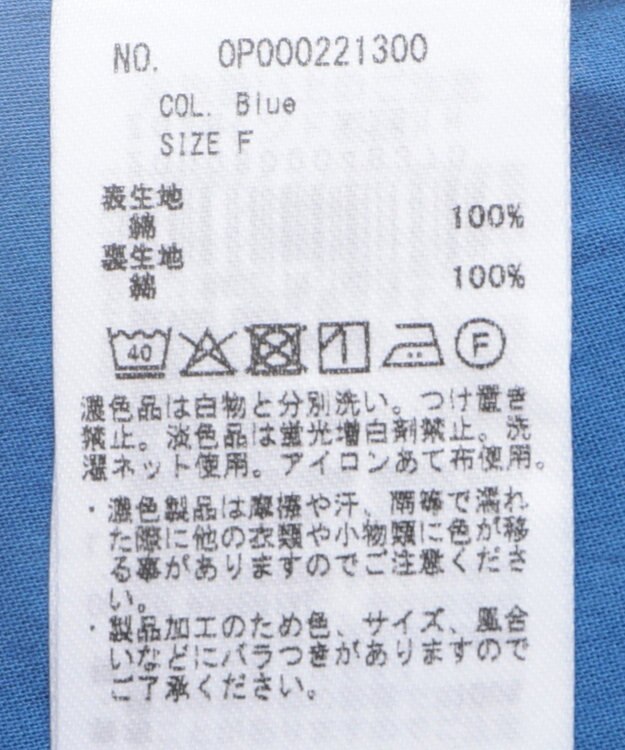 NO. OP000221300
COL. Blue
SIZE F
表生地
綿 100%
裏生地
綿 100%
40 F
濃色品は白物と分別洗い。つけ置き
禁止。淡色品は蛍光増白剤禁止。洗
濯ネット使用。アイロンあて布使用。
・濃色製品は摩擦や汗、雨等で濡れ
た際に他の衣類や小物類に色が移
る事がありますのでご注意くださ
い。
・製品加工のため色、サイズ、風合
いなどにバラつきがありますので
ご了承ください。